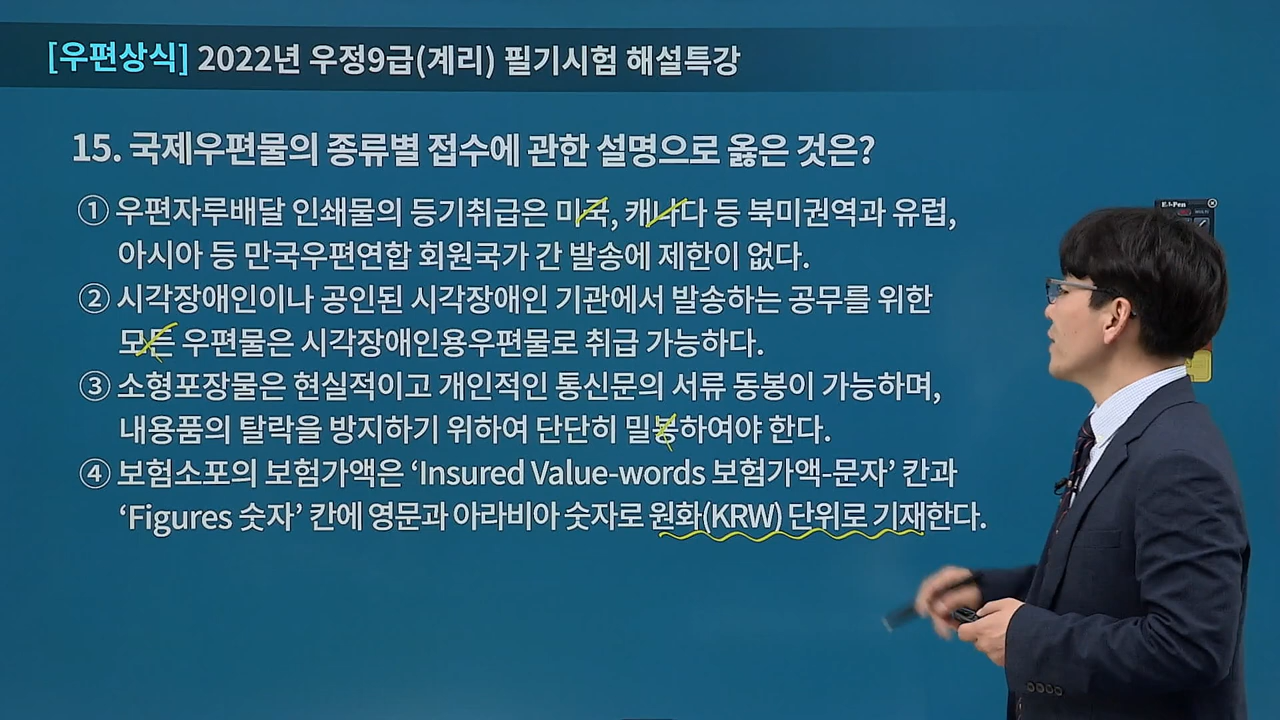 [우편상식] 2022년 우정9급(계리) 필기시험 해설특강
15. 국제우편물의 종류별 접수에 관한 설명으로 옳은 것은?
① 우편자루배달 인쇄물의 등기취급은 미국, 캐나다 등 북미권역과 유럽,
아시아 등 만국우편연합 회원국가 간 발송에 제한이 없다.
② 시각장애인이나 공인된 시각장애인 기관에서 발송하는 공무를 위한
모든 우편물은 시각장애인용우편물로 취급 가능하다.
③ 소형포장물은 현실적이고 개인적인 통신문의 서류 동봉이 가능하며,
내용품의 탈락을 방지하기 위하여 단단히 밀봉하여야 한다.
④ 보험소포의 보험가액은 ‘Insured Value-words 보험가액-문자’ 칸과
‘Figures 숫자’ 칸에 영문과 아라비아 숫자로 원화(KRW) 단위로 기재한다.